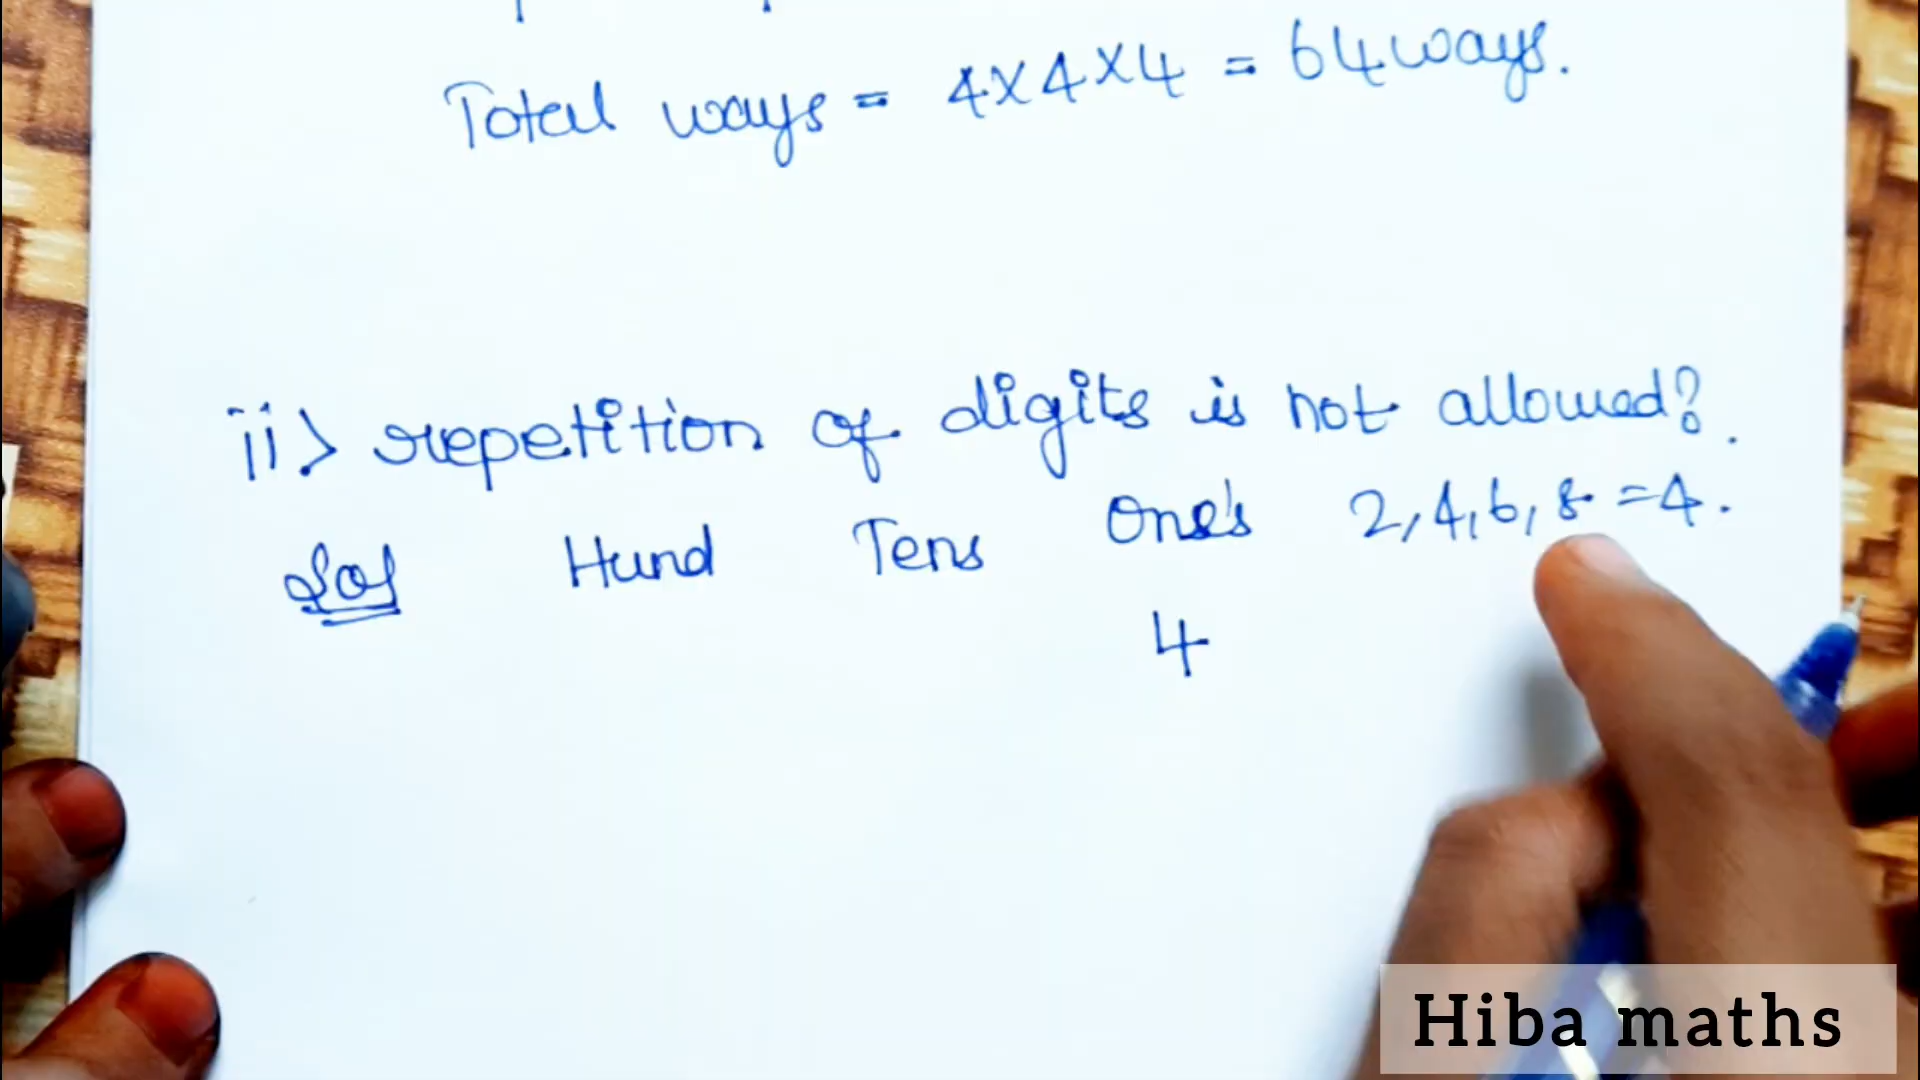 Total ways = 4×4×4 = 64 ways.
ii> repetition of digits is not allowed?.
Sol Hund Tens One's 2,4,6,8 = 4.
4
Hiba maths